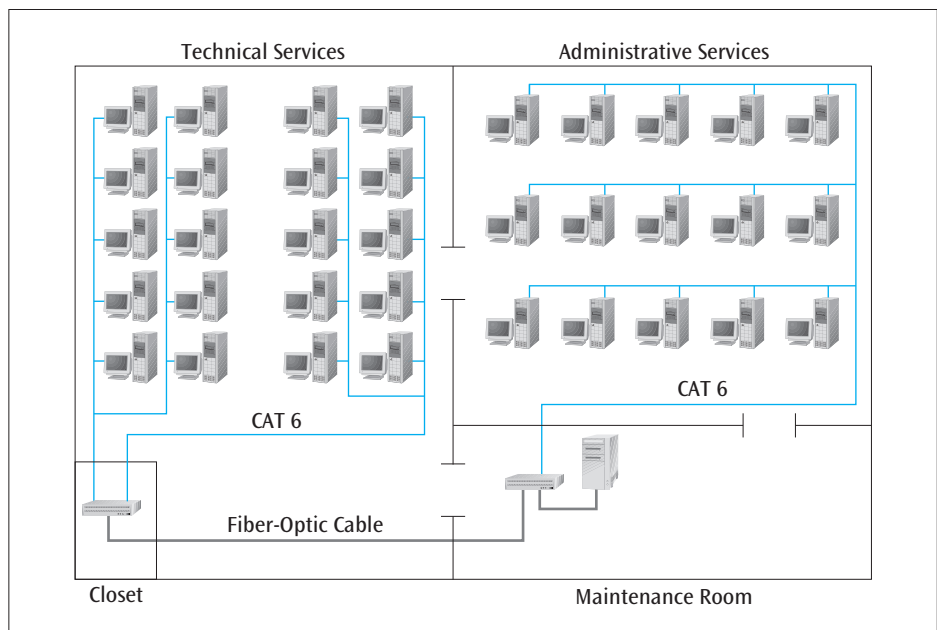 Technical Services
Administrative Services
CAT 6
CAT 6
Fiber-Optic Cable
Closet
Maintenance Room